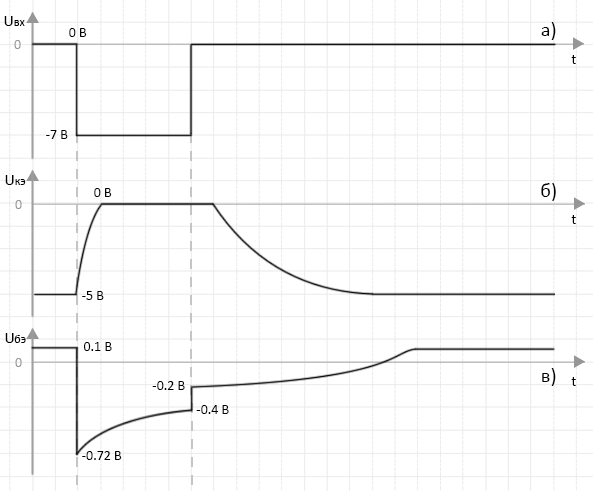 Uвх
0 В
а)
0
t
-7 В
Uкэ
0 В
б)
0
t
-5 В
Uбэ
0.1 В
0
-0.2 В
в)
t
-0.4 В
-0.72 В